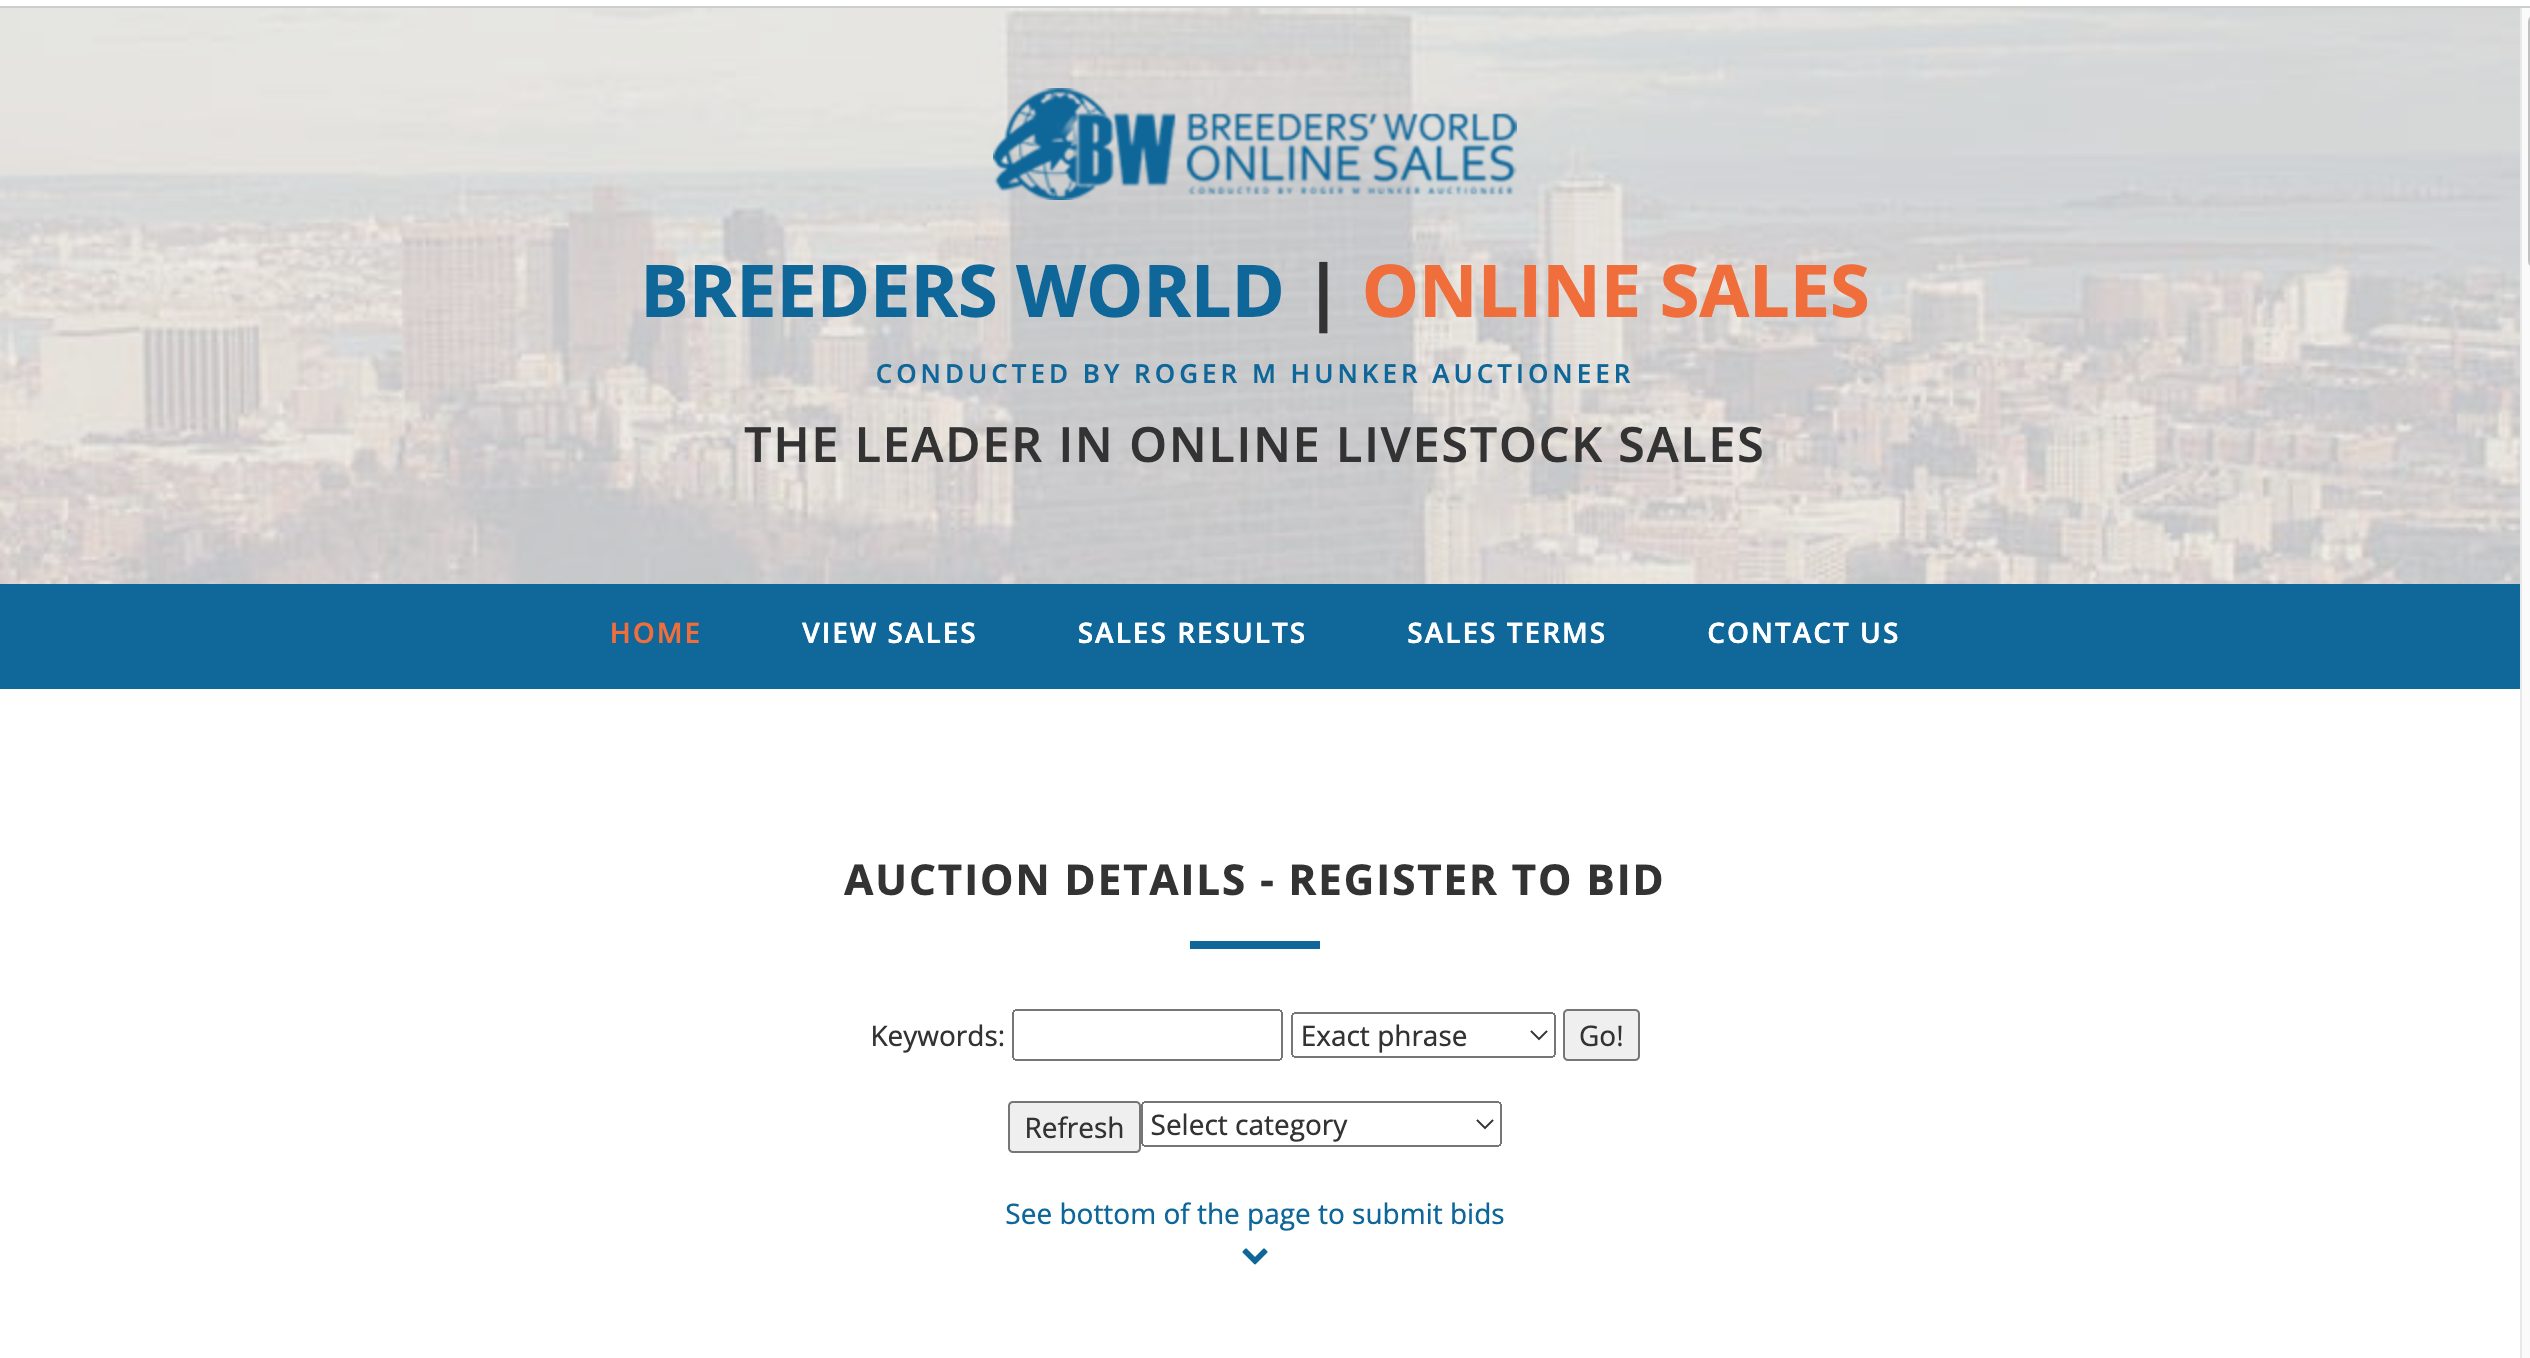 BW BREEDERS' WORLD
ONLINE SALES
CONDUCTED BY ROGER M HUNKER AUCTIONEER
BREEDERS WORLD | ONLINE SALES
CONDUCTED BY ROGER M HUNKER AUCTIONEER
THE LEADER IN ONLINE LIVESTOCK SALES
HOME VIEW SALES SALES RESULTS SALES TERMS CONTACT US
AUCTION DETAILS - REGISTER TO BID
Keywords: Exact phrase Go!
Refresh Select category
See bottom of the page to submit bids